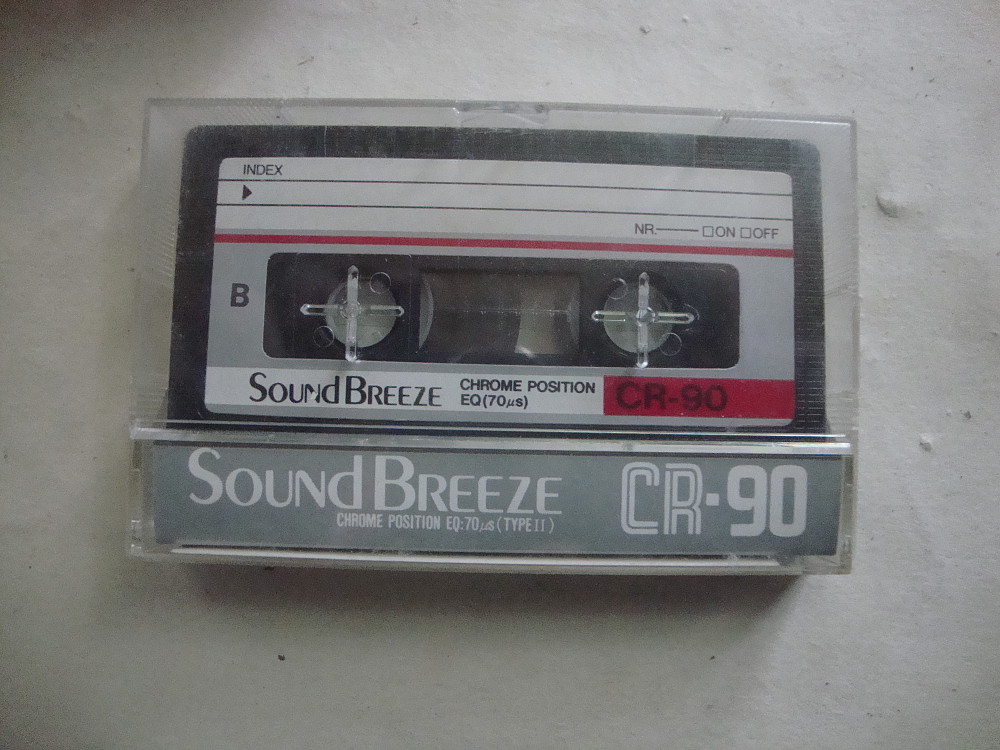 INDEX
NR. □ON □OFF
B
SOUNd BREEZE CHROME POSITION
EQ(70µs)
CR-90
SOUNd BREEZE CR-90
CHROME POSITION EQ:70µs(TYPE II)